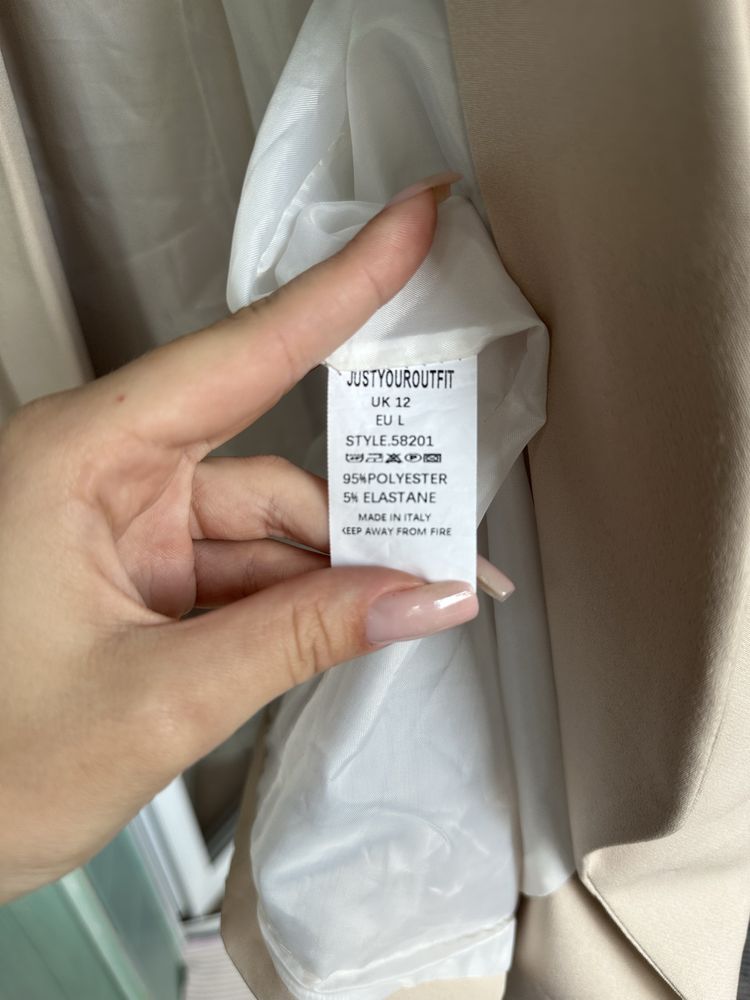 JUSTYOUROUTFIT
UK 12
EU L
STYLE.58201
95%POLYESTER
5% ELASTANE
MADE IN ITALY
KEEP AWAY FROM FIRE